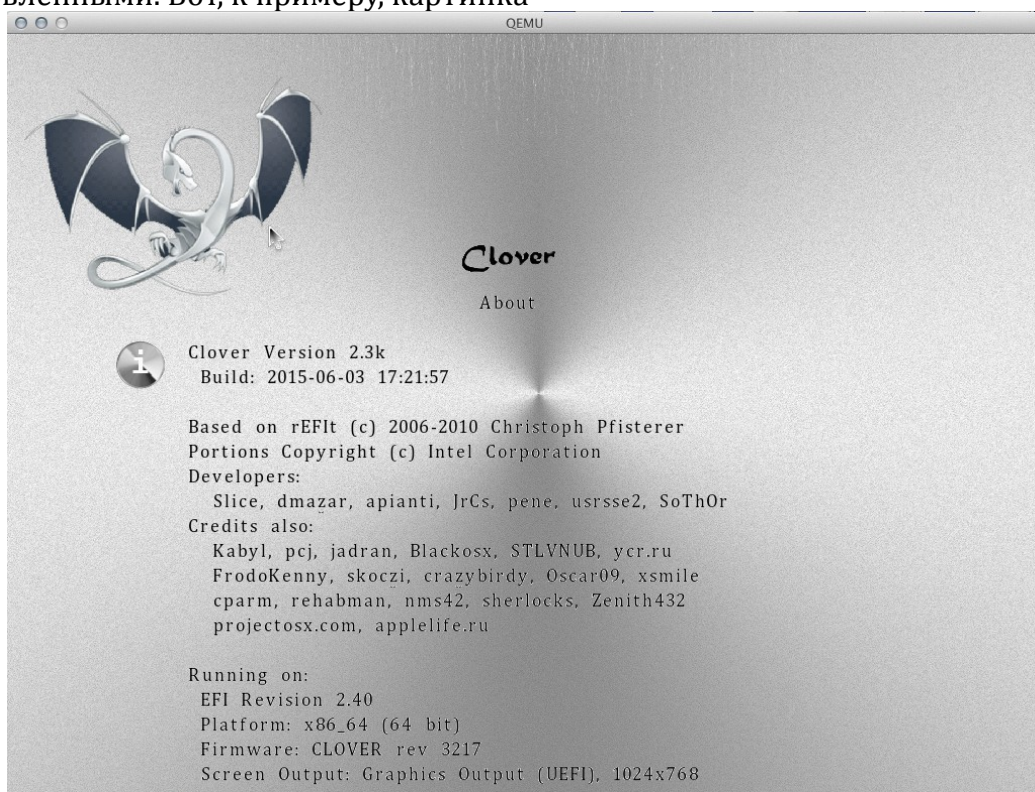 вленными. Вот, к примеру, картинка
QEMU
Clover
About
i
Clover Version 2.3k
Build: 2015-06-03 17:21:57
Based on rEFIt (c) 2006-2010 Christoph Pfisterer
Portions Copyright (c) Intel Corporation
Developers:
Slice, dmazar, apianti, JrCs, pene, usrsse2, SoThOr
Credits also:
Kabyl, pcj, jadran, Blackosx, STLVNUB, ycr.ru
FrodoKenny, skoczi, crazybirdy, Oscar09, xsmile
cparm, rehabman, nms42, sherlocks, Zenith432
projectosx.com, applelife.ru
Running on:
EFI Revision 2.40
Platform: x86_64 (64 bit)
Firmware: CLOVER rev 3217
Screen Output: Graphics Output (UEFI), 1024x768